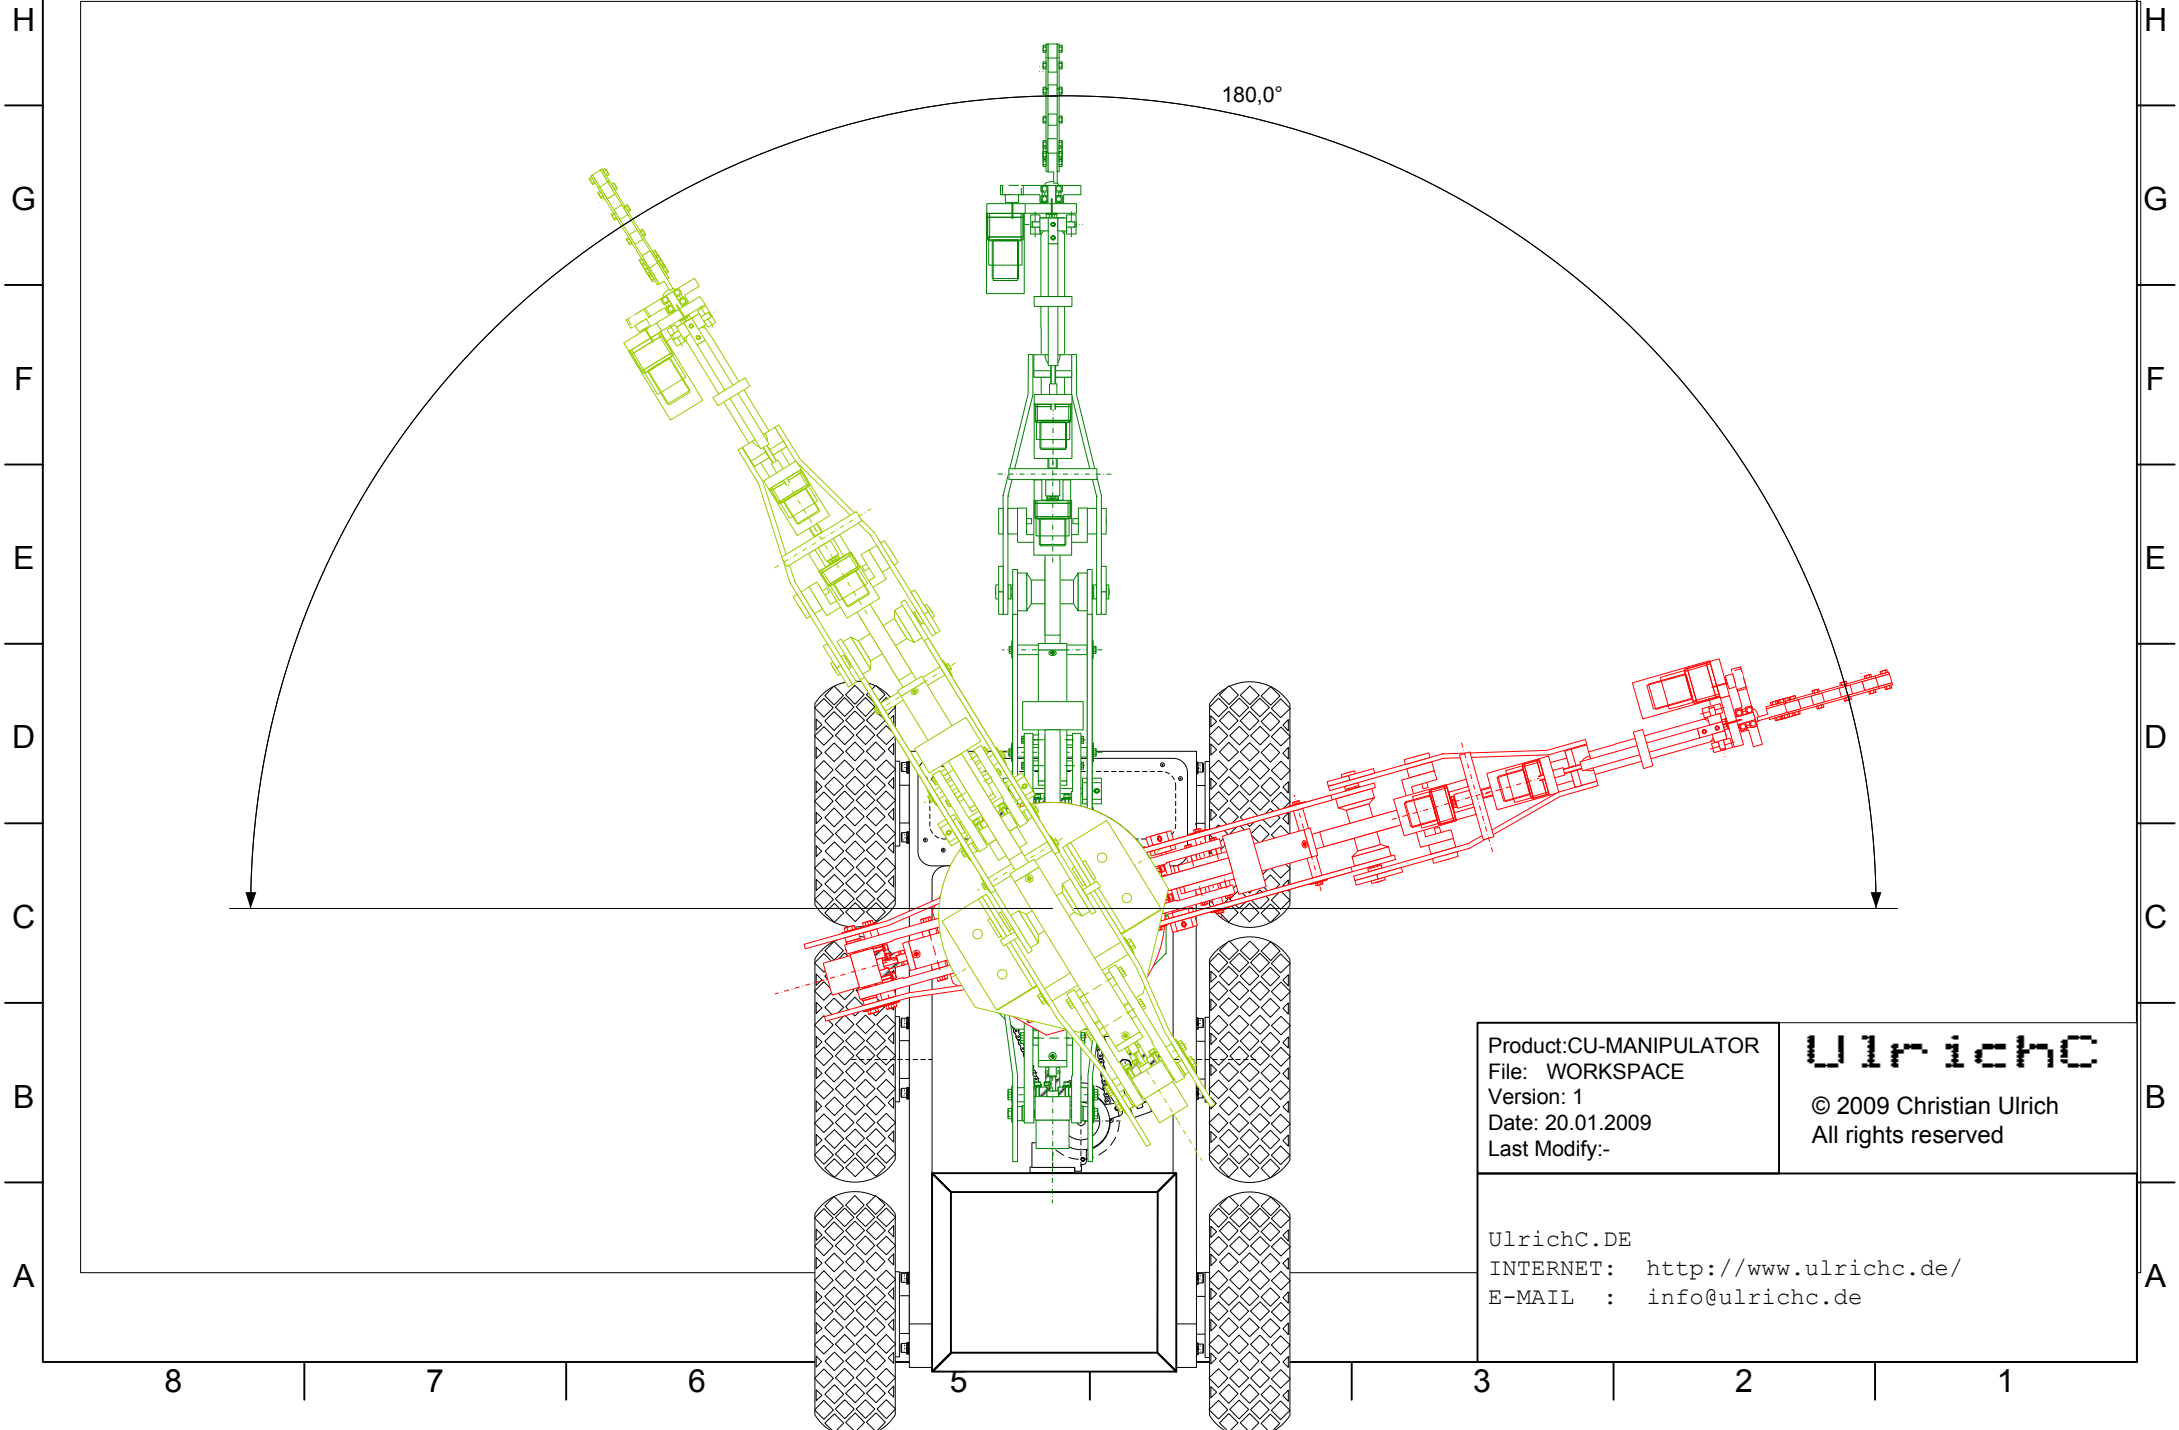 H
H
180,0°
G
G
F
F
E
E
D
D
C
C
Product:CU-MANIPULATOR
File: WORKSPACE
Version: 1
Date: 20.01.2009
Last Modify:-
UlrichC
© 2009 Christian Ulrich
All rights reserved
B
B
UlrichC.DE
INTERNET: http://www.ulrichc.de/
E-MAIL : info@ulrichc.de
A
A
8 7 6 5 3 2 1